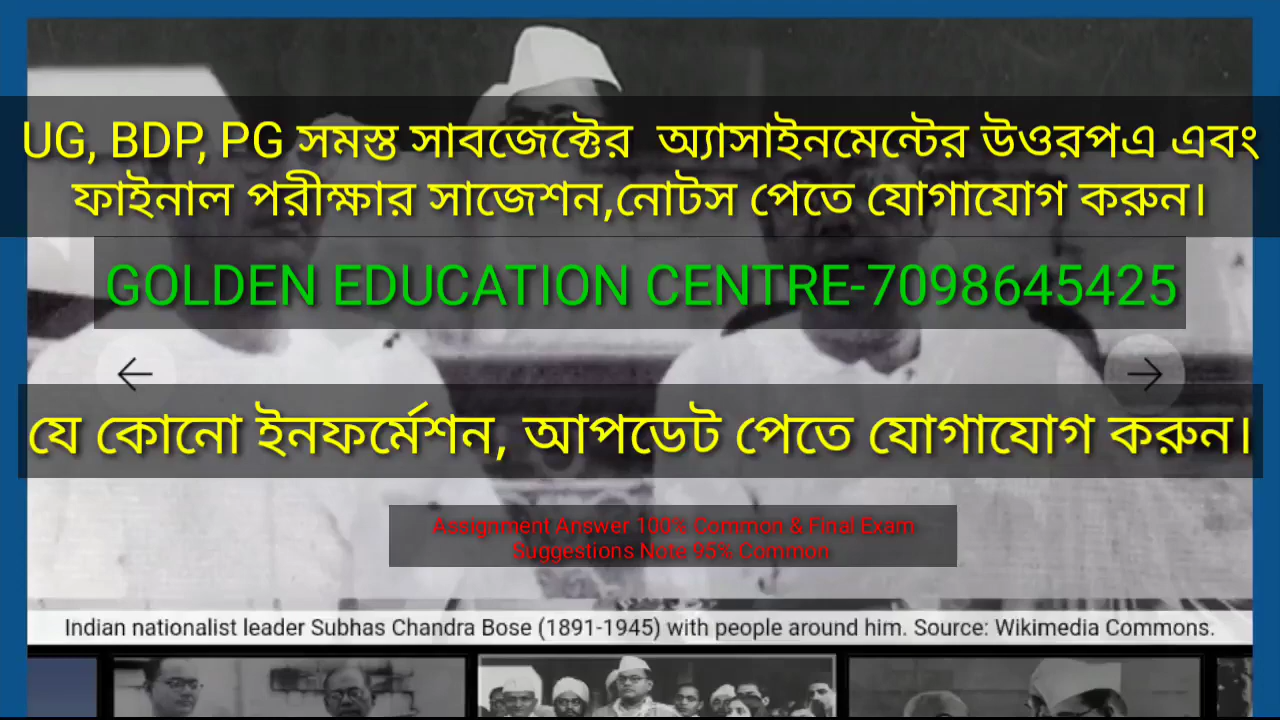 UG, BDP, PG সমস্ত সাবজেক্টের অ্যাসাইনমেন্টের উওরপএ এবং
ফাইনাল পরীক্ষার সাজেশন,নোটস পেতে যোগাযোগ করুন।
GOLDEN EDUCATION CENTRE-7098645425
যে কোনো ইনফর্মেশন, আপডেট পেতে যোগাযোগ করুন।
Assignment Answer 100% Common & Final Exam
Suggestions Note 95% Common
Indian nationalist leader Subhas Chandra Bose (1891-1945) with people around him. Source: Wikimedia Commons.